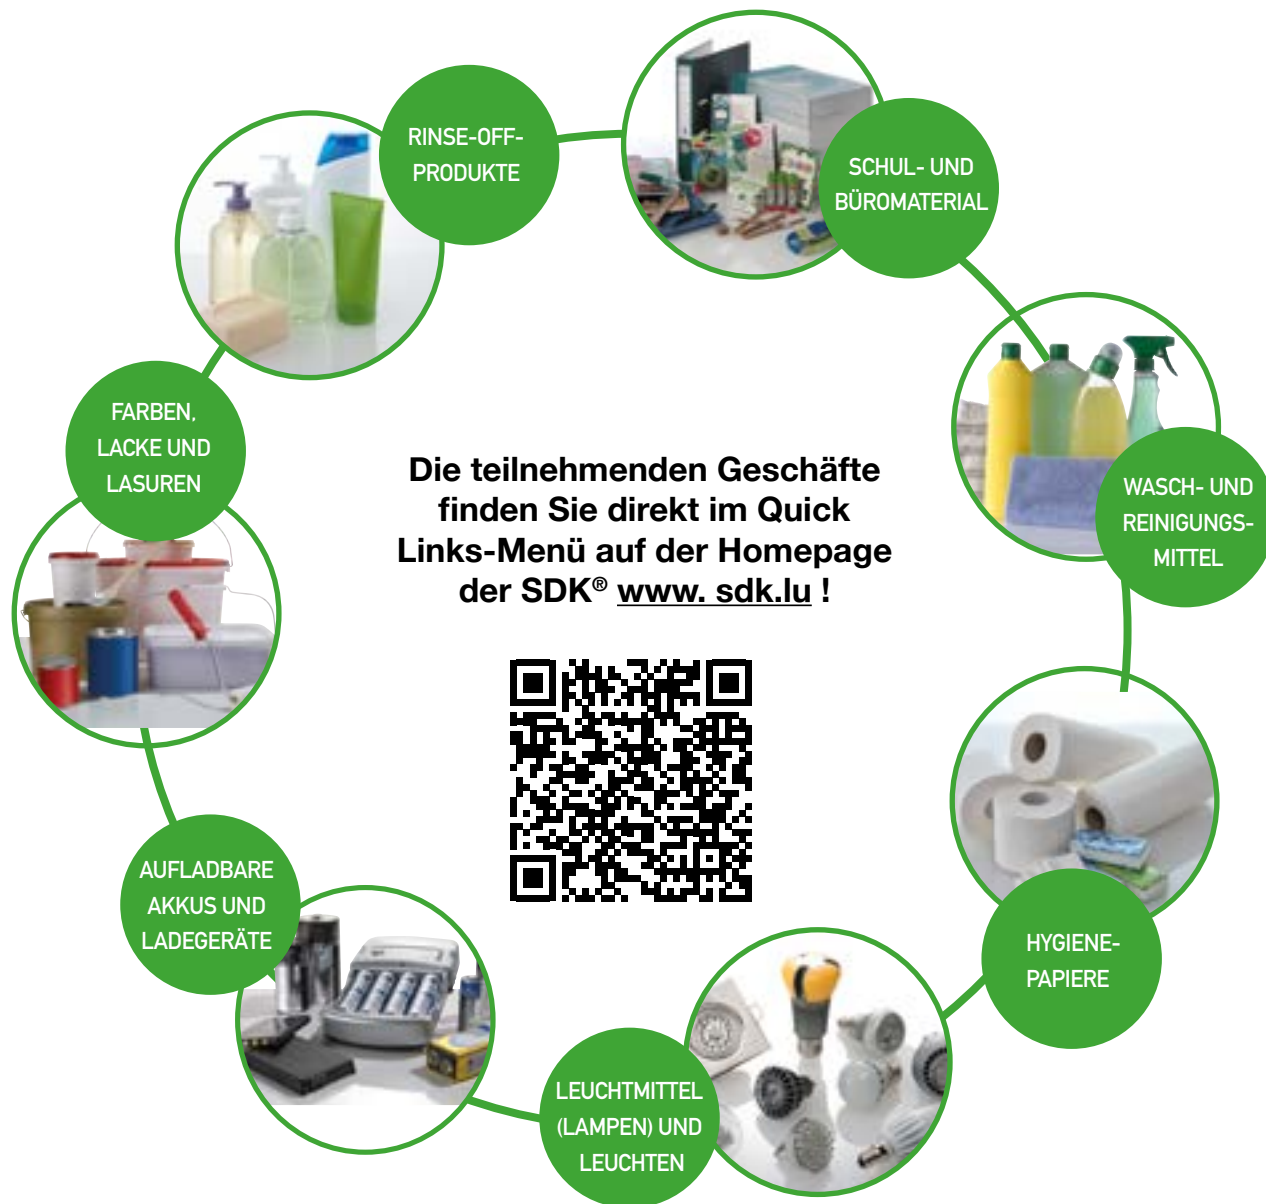 RINSE-OFF-
PRODUKTE
SCHUL- UND
BÜROMATERIAL
FARBEN,
LACKE UND
LASUREN
Die teilnehmenden Geschäfte
finden Sie direkt im Quick
Links-Menü auf der Homepage
der SDK® www. sdk.lu !
WASCH- UND
REINIGUNGS-
MITTEL
AUFLADBARE
AKKUS UND
LADEGERÄTE
HYGIENE-
PAPIERE
LEUCHTMITTEL
(LAMPEN) UND
LEUCHTEN